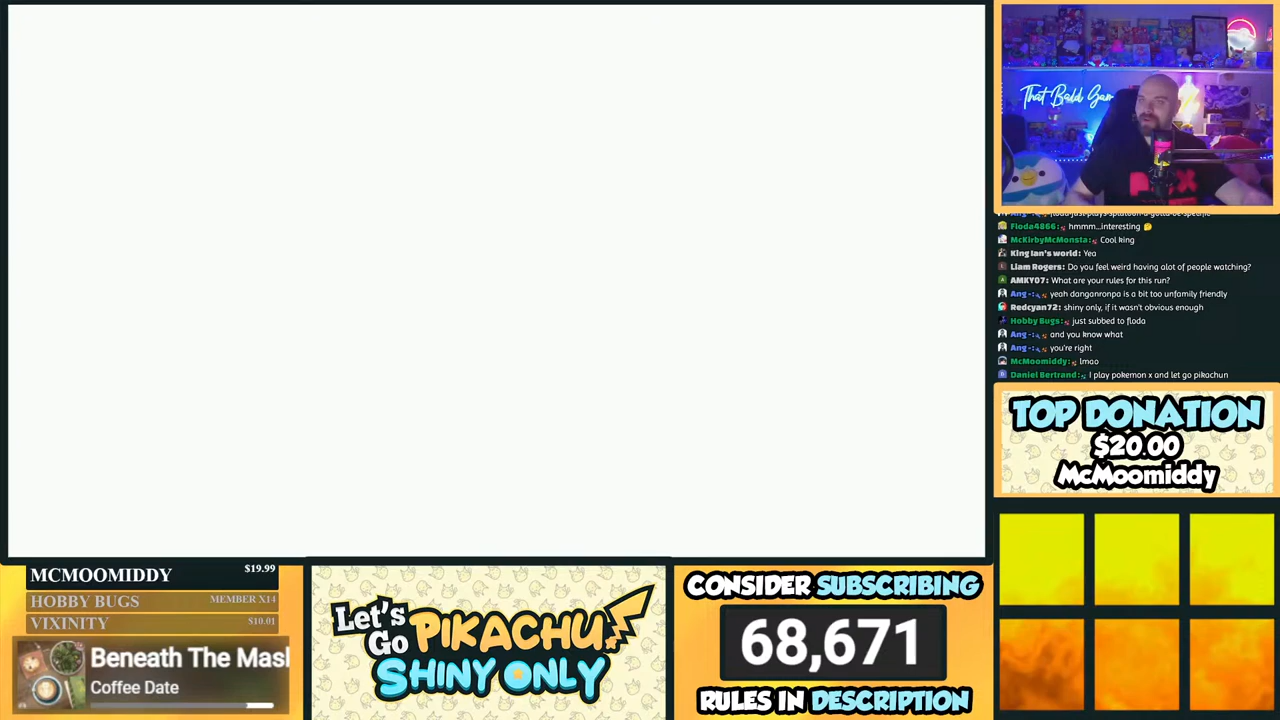 That Bald Gam
Floda4866: hmmm...interesting 🤔
McKirbyMcMonsta: Cool king
King Ian's world: Yea
Liam Rogers: Do you feel weird having alot of people watching?
AMKY07: What are your rules for this run?
Ang-: yeah danganronpa is a bit too unfamily friendly
Redcyan72: shiny only, if it wasn't obvious enough
Hobby Bugs: just subbed to floda
Ang-: and you know what
Ang-: you're right
McMoomiddy: lmao
Daniel Bertrand: I play pokemon x and let go pikachun
TOP DONATION
$20.00
McMoomiddy
MCMOOMIDDY $19.99
HOBBY BUGS MEMBER X14
VIXINITY $10.01
Beneath The Mas
Coffee Date
Let's
Go PIKACHU
SHINY ONLY
CONSIDER SUBSCRIBING
68,671
RULES IN DESCRIPTION